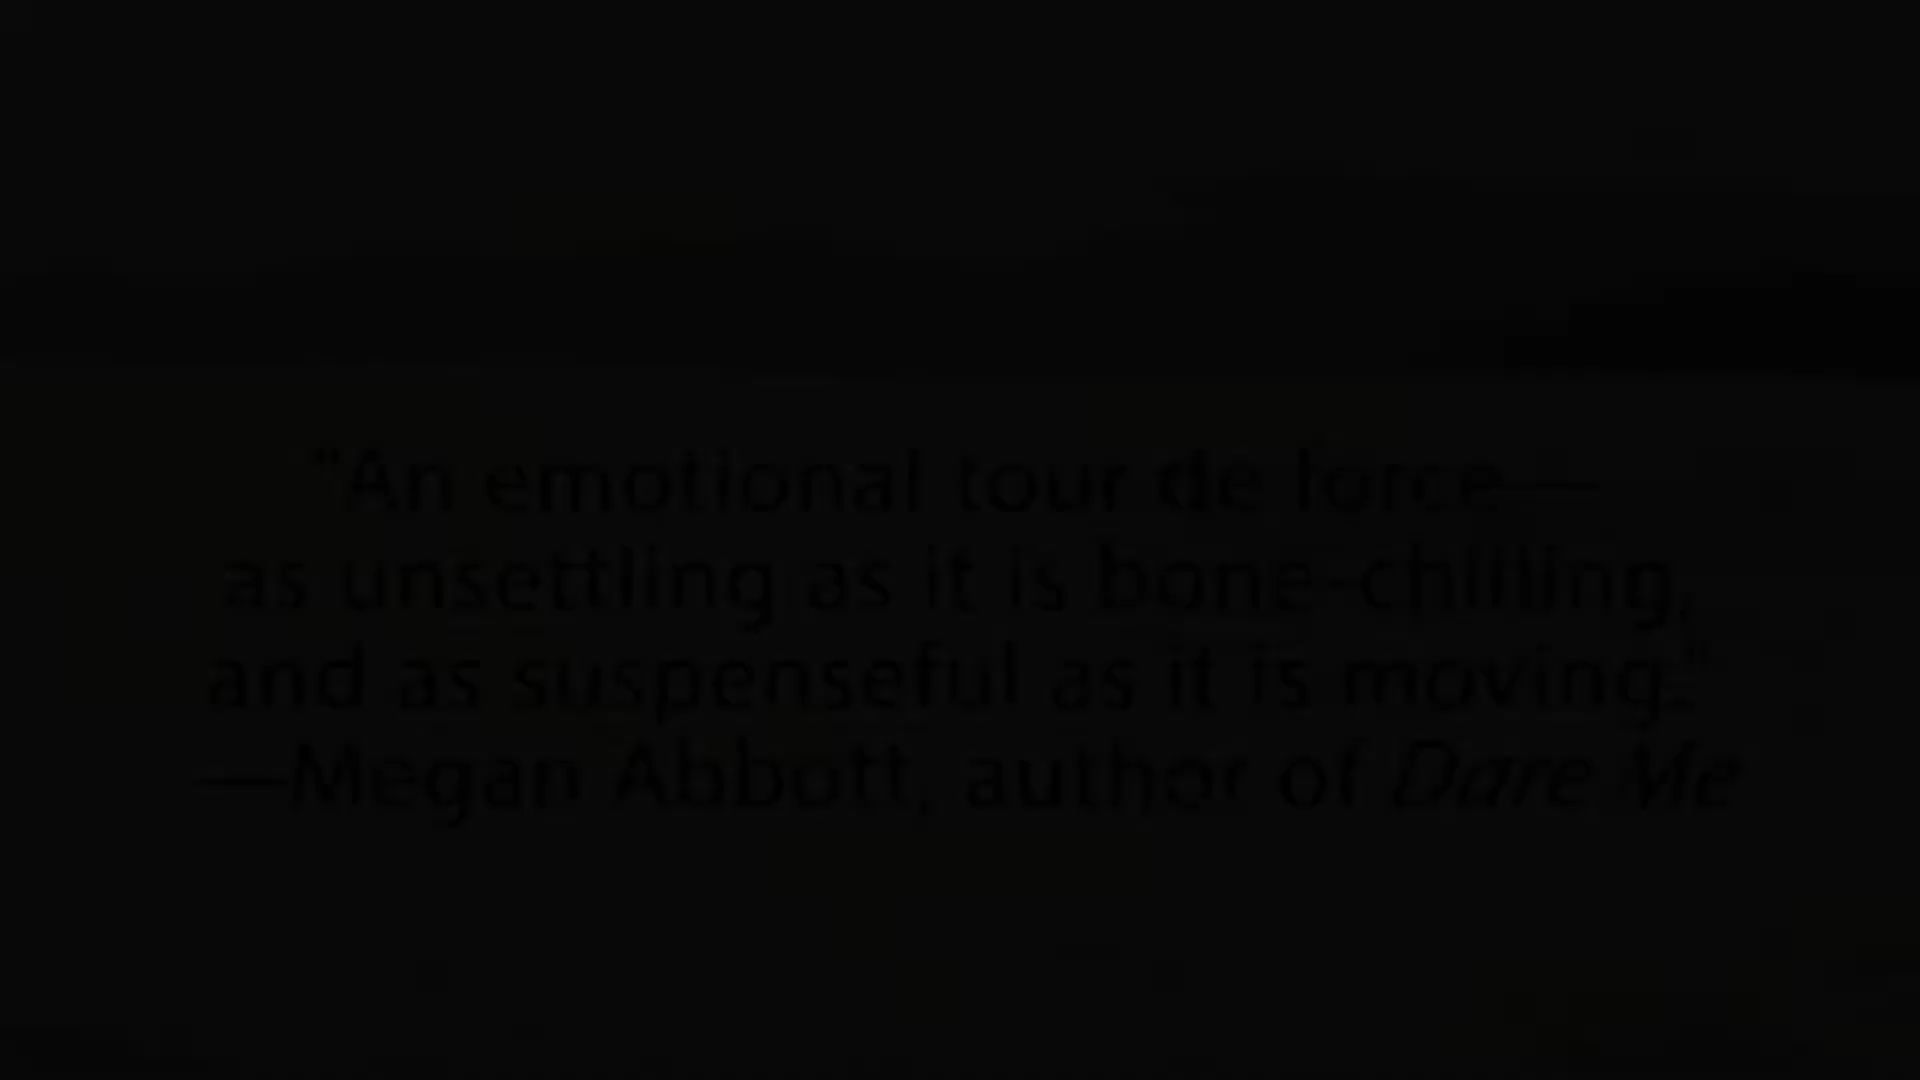 "An emotional tour de force—
as unsettling as it is bone-chilling,
and as suspenseful as it is moving."
—Megan Abbott, author of Dare Me